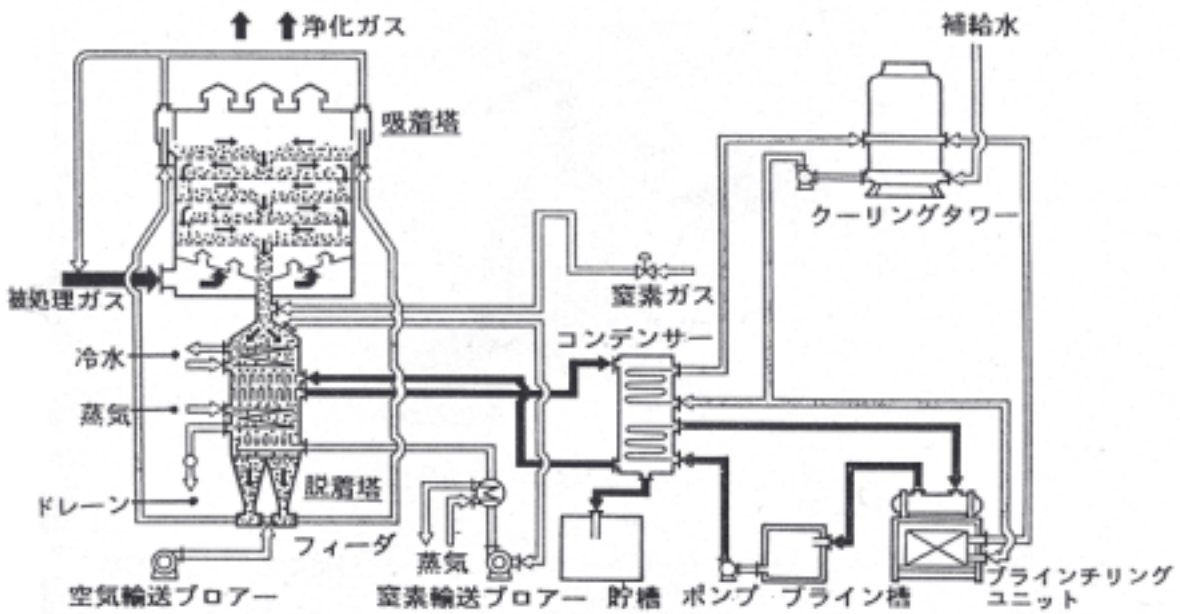 浄化ガス
補給水
吸着塔
クーリングタワー
被処理ガス
窒素ガス
コンデンサー
冷水
蒸気
脱着塔
ドレーン
フィーダ
蒸気
空気輸送ブロアー
窒素輸送ブロアー
貯槽
ポンプ
ブライン槽
ブラインチリング
ユニット